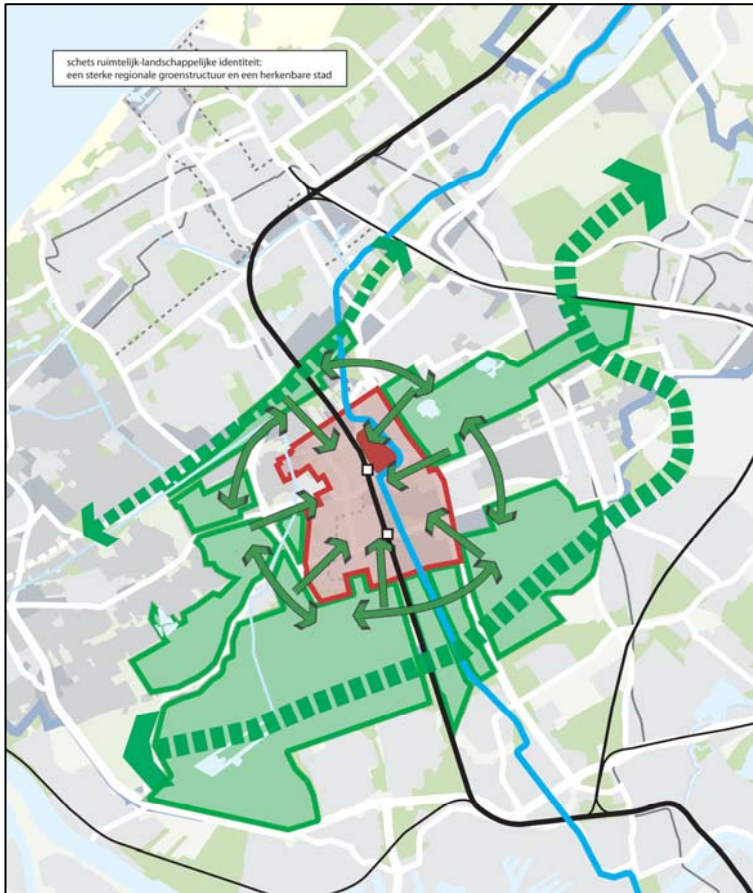 schets ruimtelijk-landschappelijke identiteit:
een sterke regionale groenstructuur en een herkenbare stad